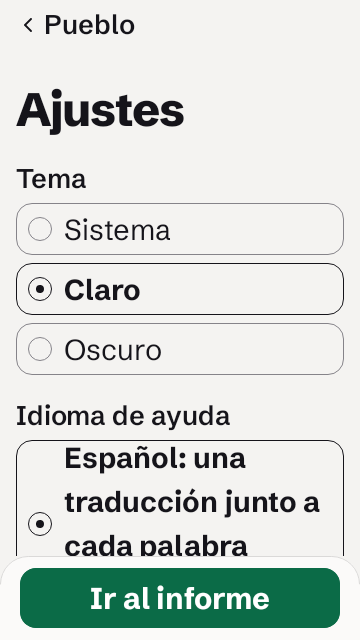 Pueblo
Ajustes
Tema
Sistema
Claro
Oscuro
Idioma de ayuda
Español: una
traducción junto a
cada palabra
Ir al informe